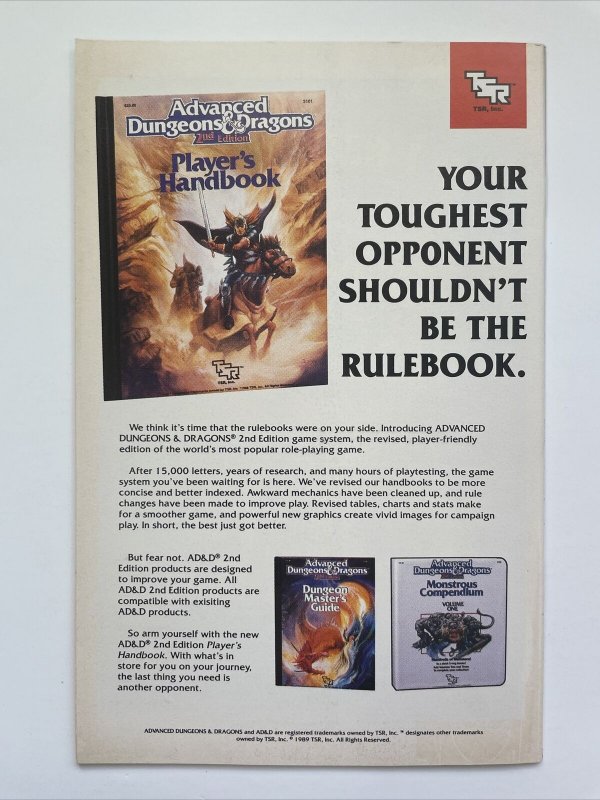 TSR
TSR, Inc.
Advanced
Dungeons & Dragons
2nd Edition
Player's
Handbook
TSR
TSR, Inc.
YOUR
TOUGHEST
OPPONENT
SHOULDN'T
BE THE
RULEBOOK.
We think it's time that the rulebooks were on your side. Introducing ADVANCED
DUNGEONS & DRAGONS® 2nd Edition game system, the revised, player-friendly
edition of the world's most popular role-playing game.
After 15,000 letters, years of research, and many hours of playtesting, the game
system you've been waiting for is here. We've revised our handbooks to be more
concise and better indexed. Awkward mechanics have been cleaned up, and rule
changes have been made to improve play. Revised tables, charts and stats make
for a smoother game, and powerful new graphics create vivid images for campaign
play. In short, the best just got better.
But fear not. AD&D® 2nd
Edition products are designed
to improve your game. All
AD&D 2nd Edition products are
compatible with exisiting
AD&D products.
So arm yourself with the new
AD&D® 2nd Edition Player's
Handbook. With what's in
store for you on your journey,
the last thing you need is
another opponent.
Advanced
Dungeons & Dragons
Dungeon
Master's
Guide
Advanced
Dungeons & Dragons
Monstrous
Compendium
VOLUME
ONE
ADVANCED DUNGEONS & DRAGONS and AD&D are registered trademarks owned by TSR, Inc. ™ designates other trademarks
owned by TSR, Inc. © 1989 TSR, Inc. All Rights Reserved.